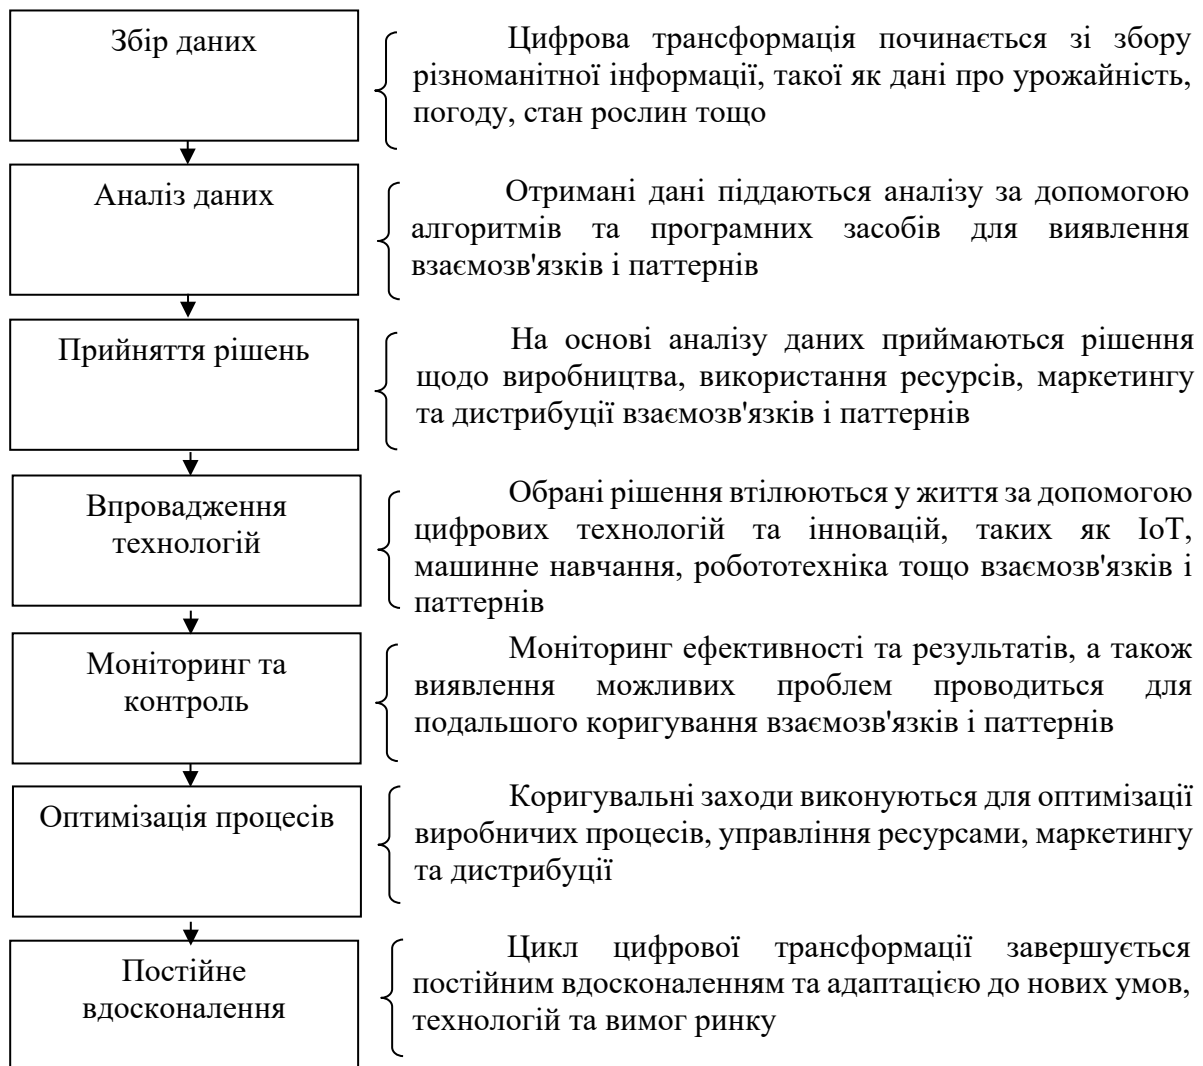 Збір даних
Цифрова трансформація починається зі збору
різноманітної інформації, такої як дані про урожайність,
погоду, стан рослин тощо
Аналіз даних
Отримані дані піддаються аналізу за допомогою
алгоритмів та програмних засобів для виявлення
взаємозв'язків і паттернів
Прийняття рішень
На основі аналізу даних приймаються рішення
щодо виробництва, використання ресурсів, маркетингу
та дистрибуції взаємозв'язків і паттернів
Впровадження
технологій
Обрані рішення втілюються у життя за допомогою
цифрових технологій та інновацій, таких як IoT,
машинне навчання, робототехніка тощо взаємозв'язків і
паттернів
Моніторинг та
контроль
Моніторинг ефективності та результатів, а також
виявлення можливих проблем проводиться для
подальшого коригування взаємозв'язків і паттернів
Оптимізація процесів
Коригувальні заходи виконуються для оптимізації
виробничих процесів, управління ресурсами, маркетингу
та дистрибуції
Постійне
вдосконалення
Цикл цифрової трансформації завершується
постійним вдосконаленням та адаптацією до нових умов,
технологій та вимог ринку